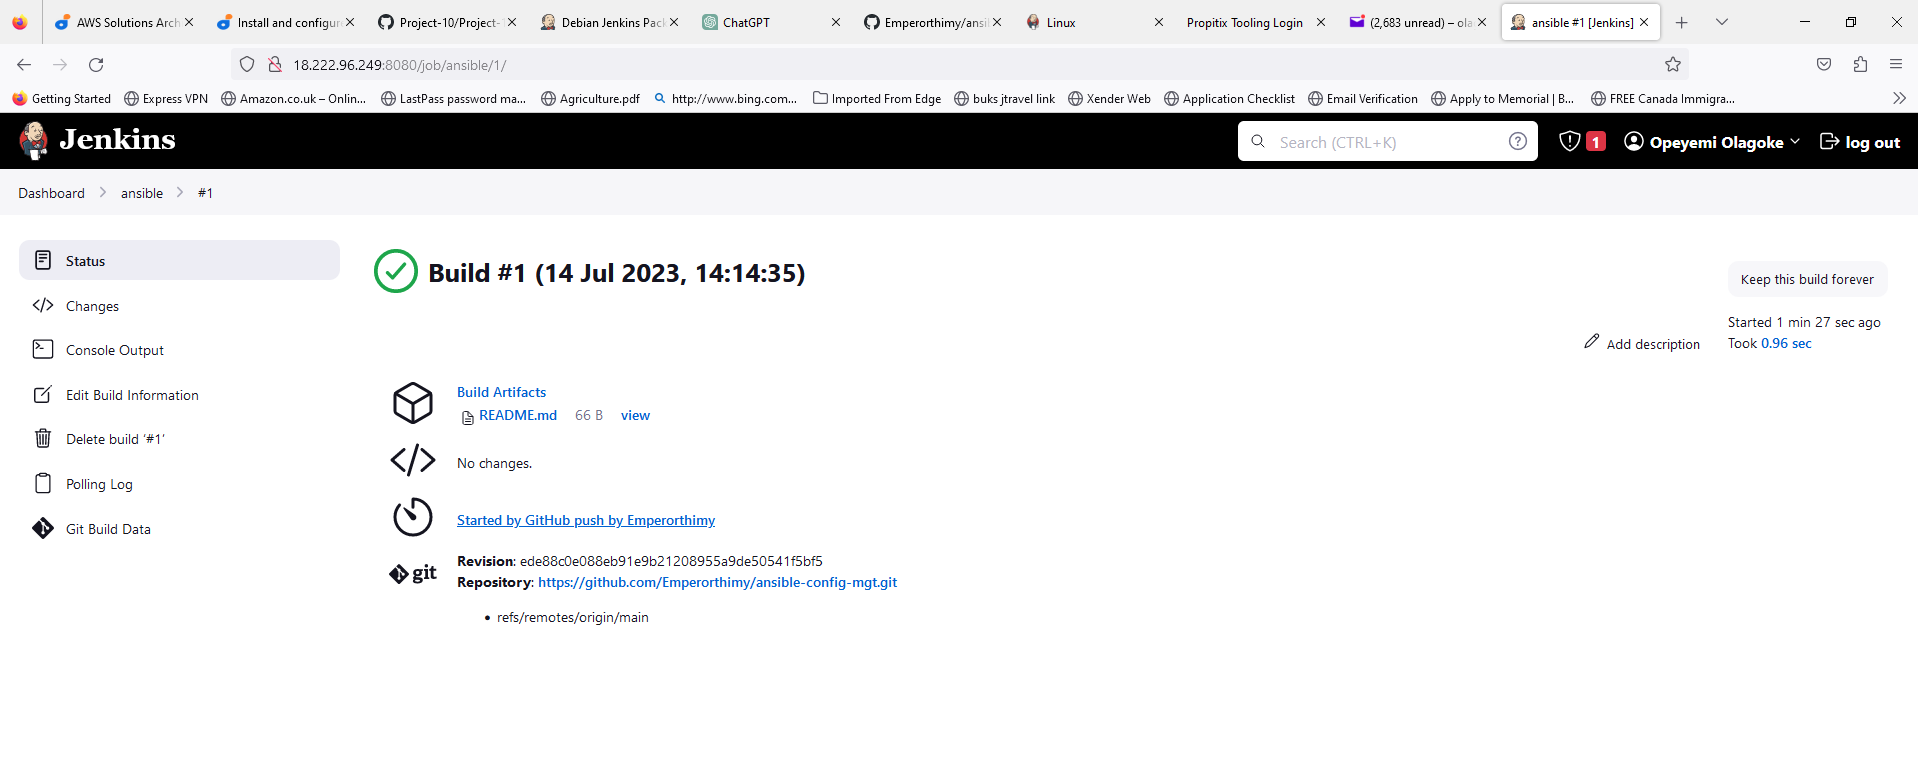 AWS Solutions Arch
Install and configure
Project-10/Project-
Debian Jenkins Pack
ChatGPT
Emperorthimy/ansi
Linux
Propitix Tooling Login
(2,683 unread) – ola
ansible #1 [Jenkins]
18.222.96.249:8080/job/ansible/1/
Getting Started
Express VPN
Amazon.co.uk – Onlin...
LastPass password ma...
Agriculture.pdf
http://www.bing.com...
Imported From Edge
buks jtravel link
Xender Web
Application Checklist
Email Verification
Apply to Memorial | B...
FREE Canada Immigra...
Jenkins
Search (CTRL+K)
1
Opeyemi Olagoke
log out
Dashboard
ansible
#1
Status
Changes
Console Output
Edit Build Information
Delete build ‘#1’
Polling Log
Git Build Data
Build #1 (14 Jul 2023, 14:14:35)
Keep this build forever
Started 1 min 27 sec ago
Took 0.96 sec
Add description
Build Artifacts
README.md 66 B view
No changes.
Started by GitHub push by Emperorthimy
git
Revision: ede88c0e088eb91e9b21208955a9de50541f5bf5
Repository: https://github.com/Emperorthimy/ansible-config-mgt.git
• refs/remotes/origin/main